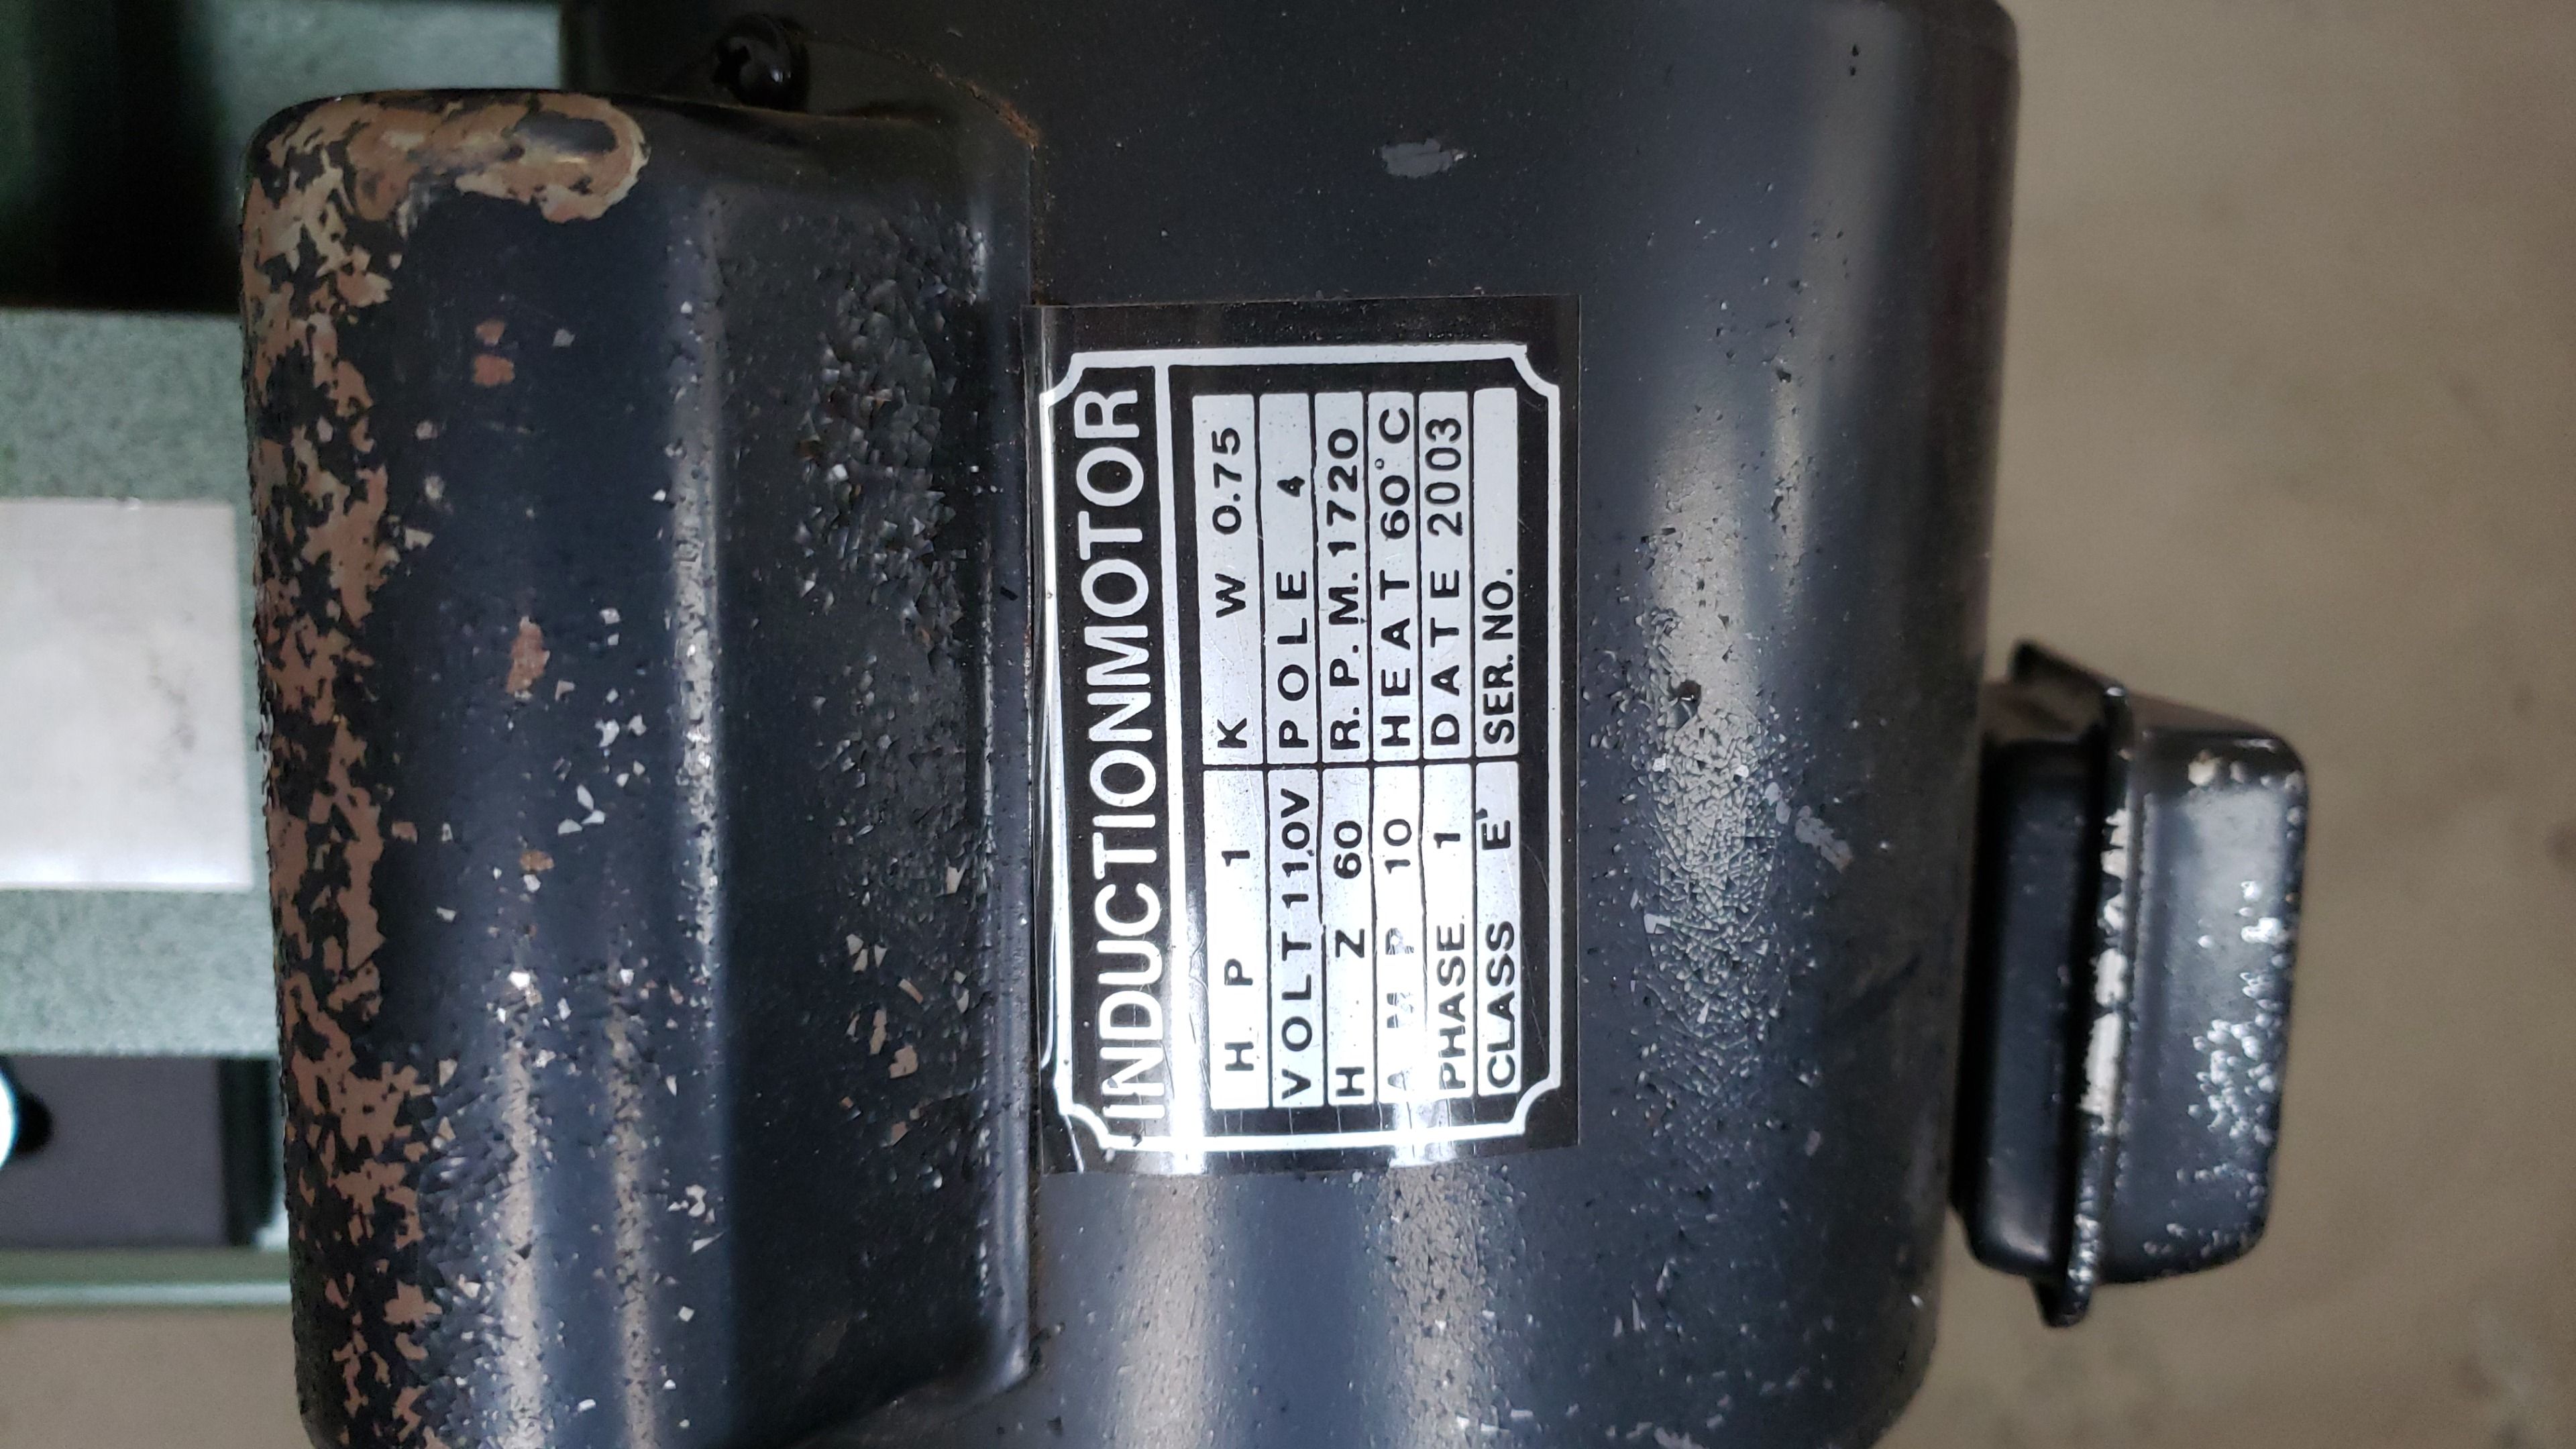 INDUCTIONMOTOR
H P 1 K W 0.75
VOLT 110V POLE 4
H Z 60 R.P.M. 1720
AMP 10 HEAT 60°C
PHASE 1 DATE 2003
CLASS E SER. NO.